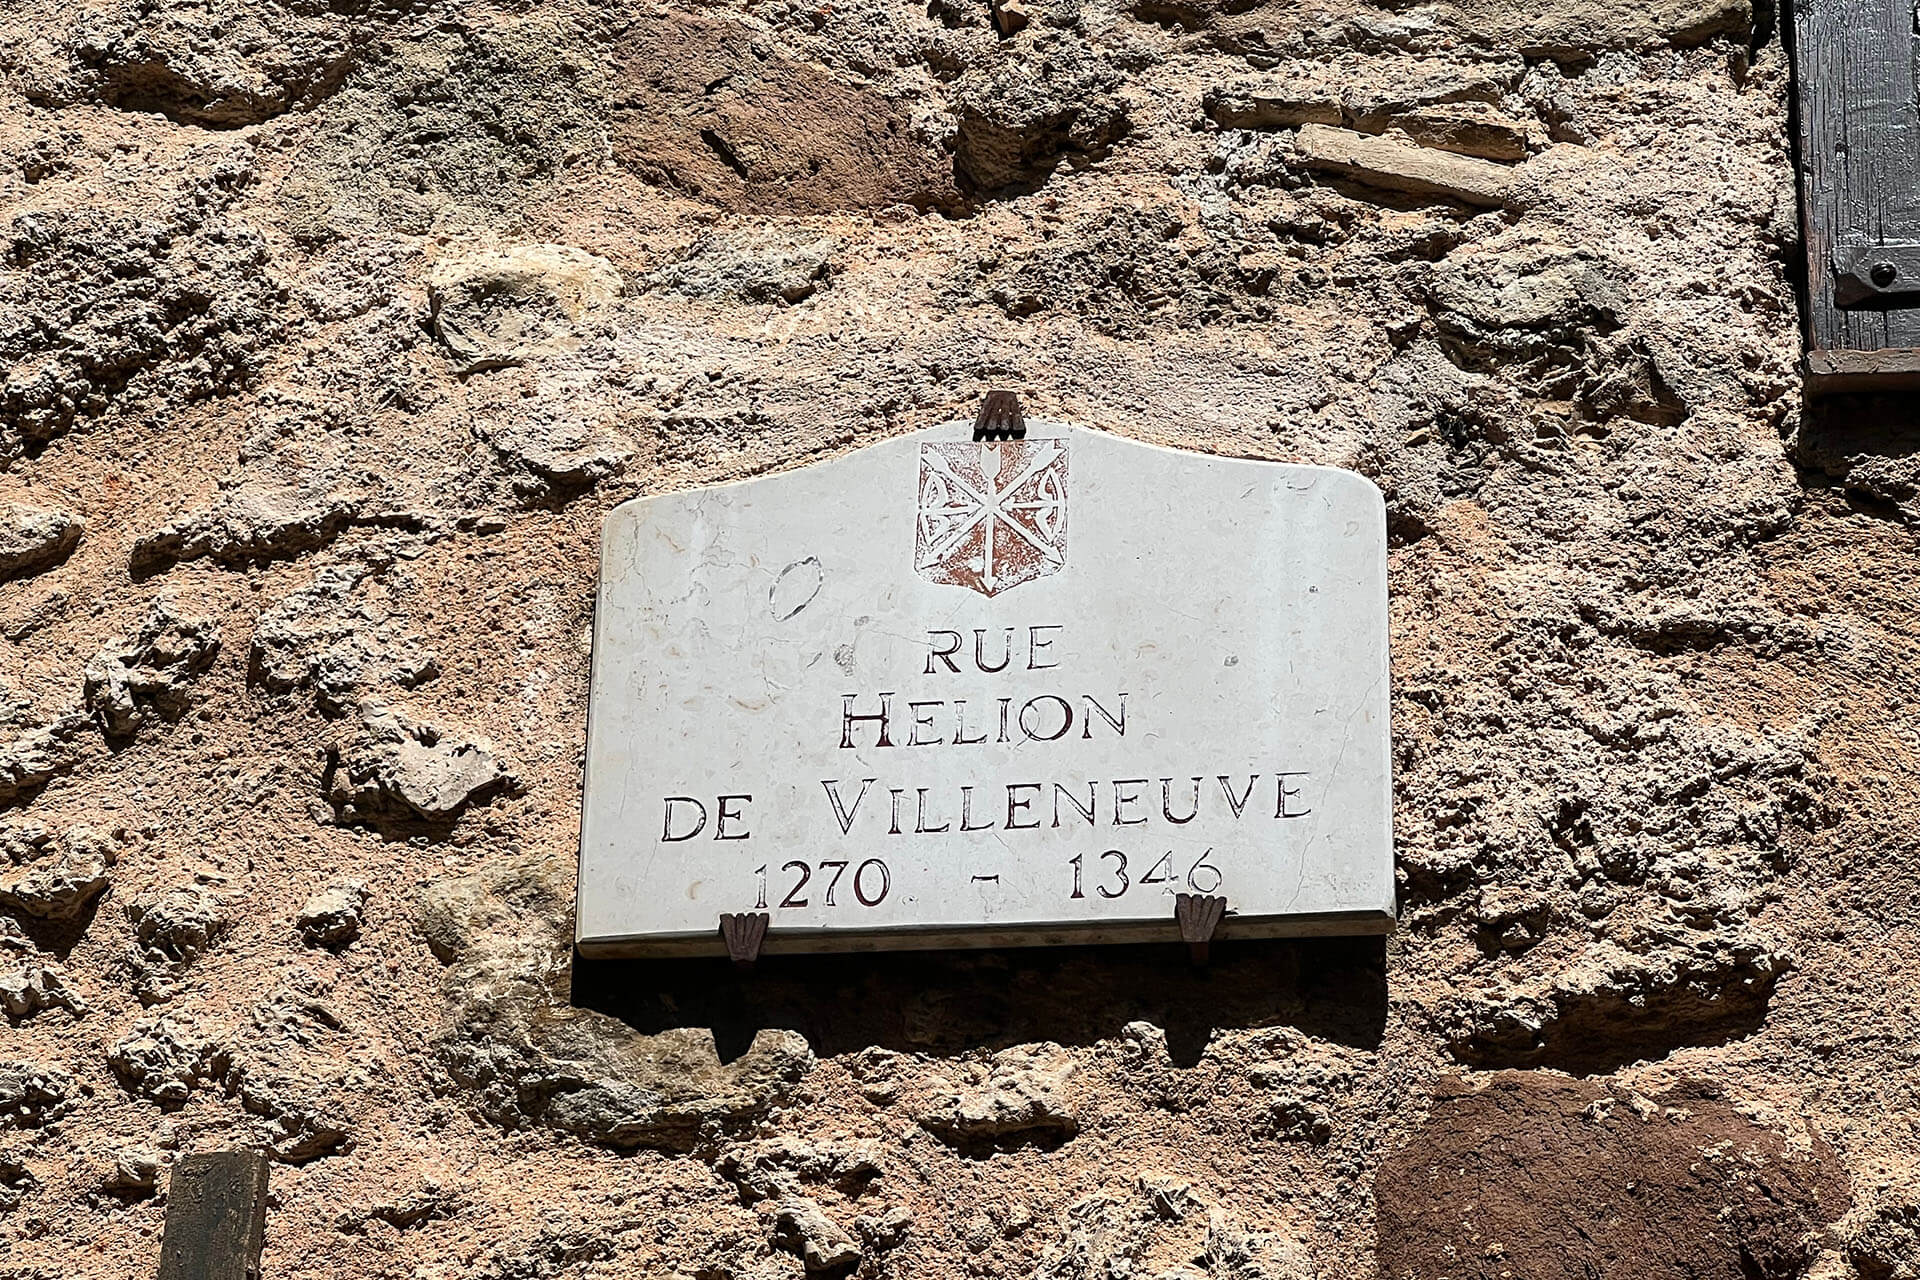 RUE
HELION
DE VILLENEUVE
1270 - 1346